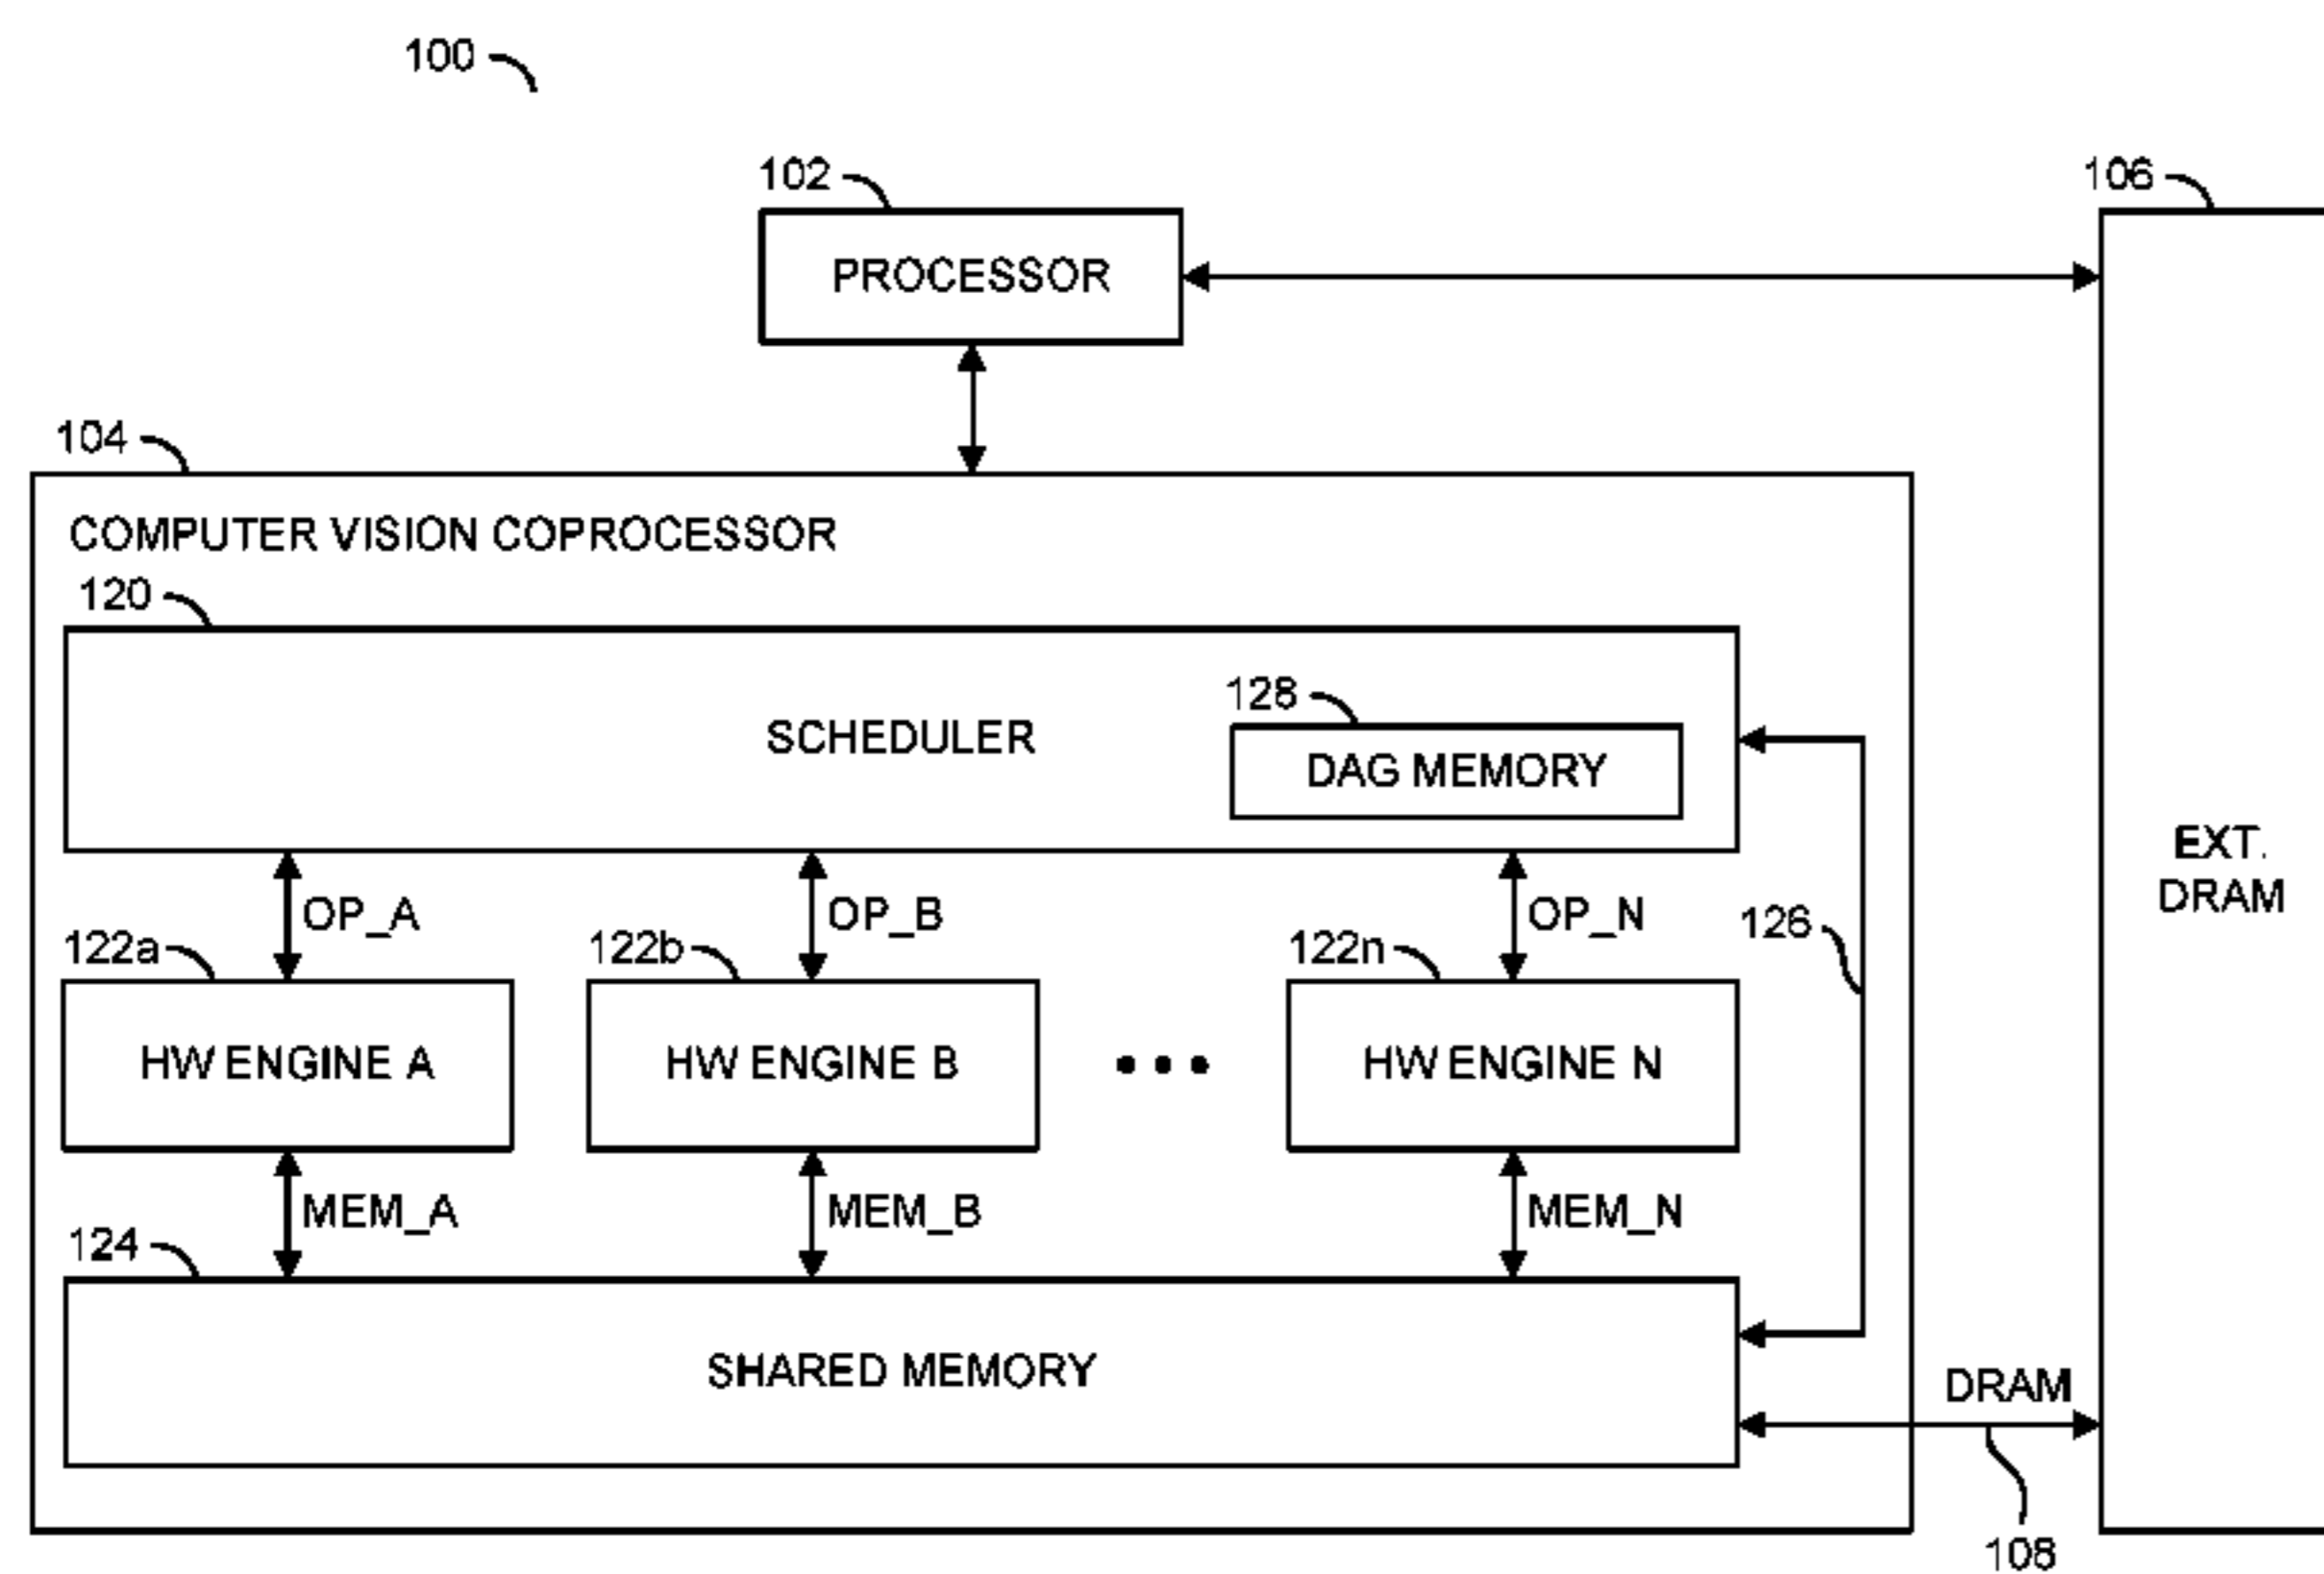 100
102
106
PROCESSOR
104
COMPUTER VISION COPROCESSOR
120
128
SCHEDULER
DAG MEMORY
EXT.
DRAM
OP_A
OP_B
OP_N
126
122a
122b
122n
HW ENGINE A
HW ENGINE B
HW ENGINE N
MEM_A
MEM_B
MEM_N
124
SHARED MEMORY
DRAM
108